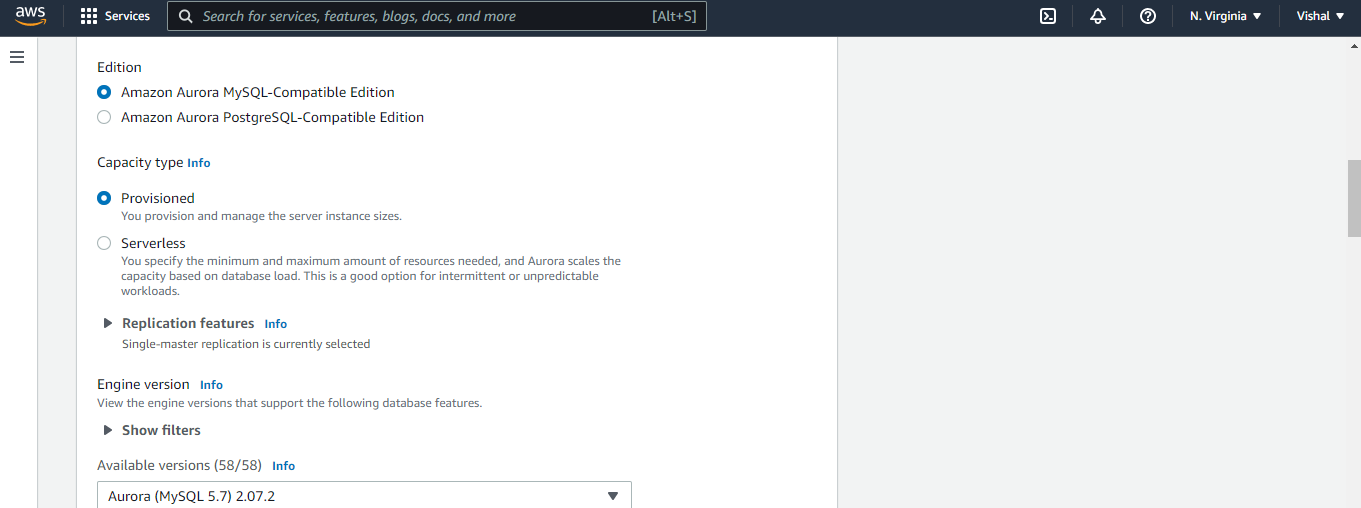 aws Services Search for services, features, blogs, docs, and more [Alt+S] N. Virginia Vishal
Edition
Amazon Aurora MySQL-Compatible Edition
Amazon Aurora PostgreSQL-Compatible Edition
Capacity type Info
Provisioned
You provision and manage the server instance sizes.
Serverless
You specify the minimum and maximum amount of resources needed, and Aurora scales the
capacity based on database load. This is a good option for intermittent or unpredictable
workloads.
Replication features Info
Single-master replication is currently selected
Engine version Info
View the engine versions that support the following database features.
Show filters
Available versions (58/58) Info
Aurora (MySQL 5.7) 2.07.2